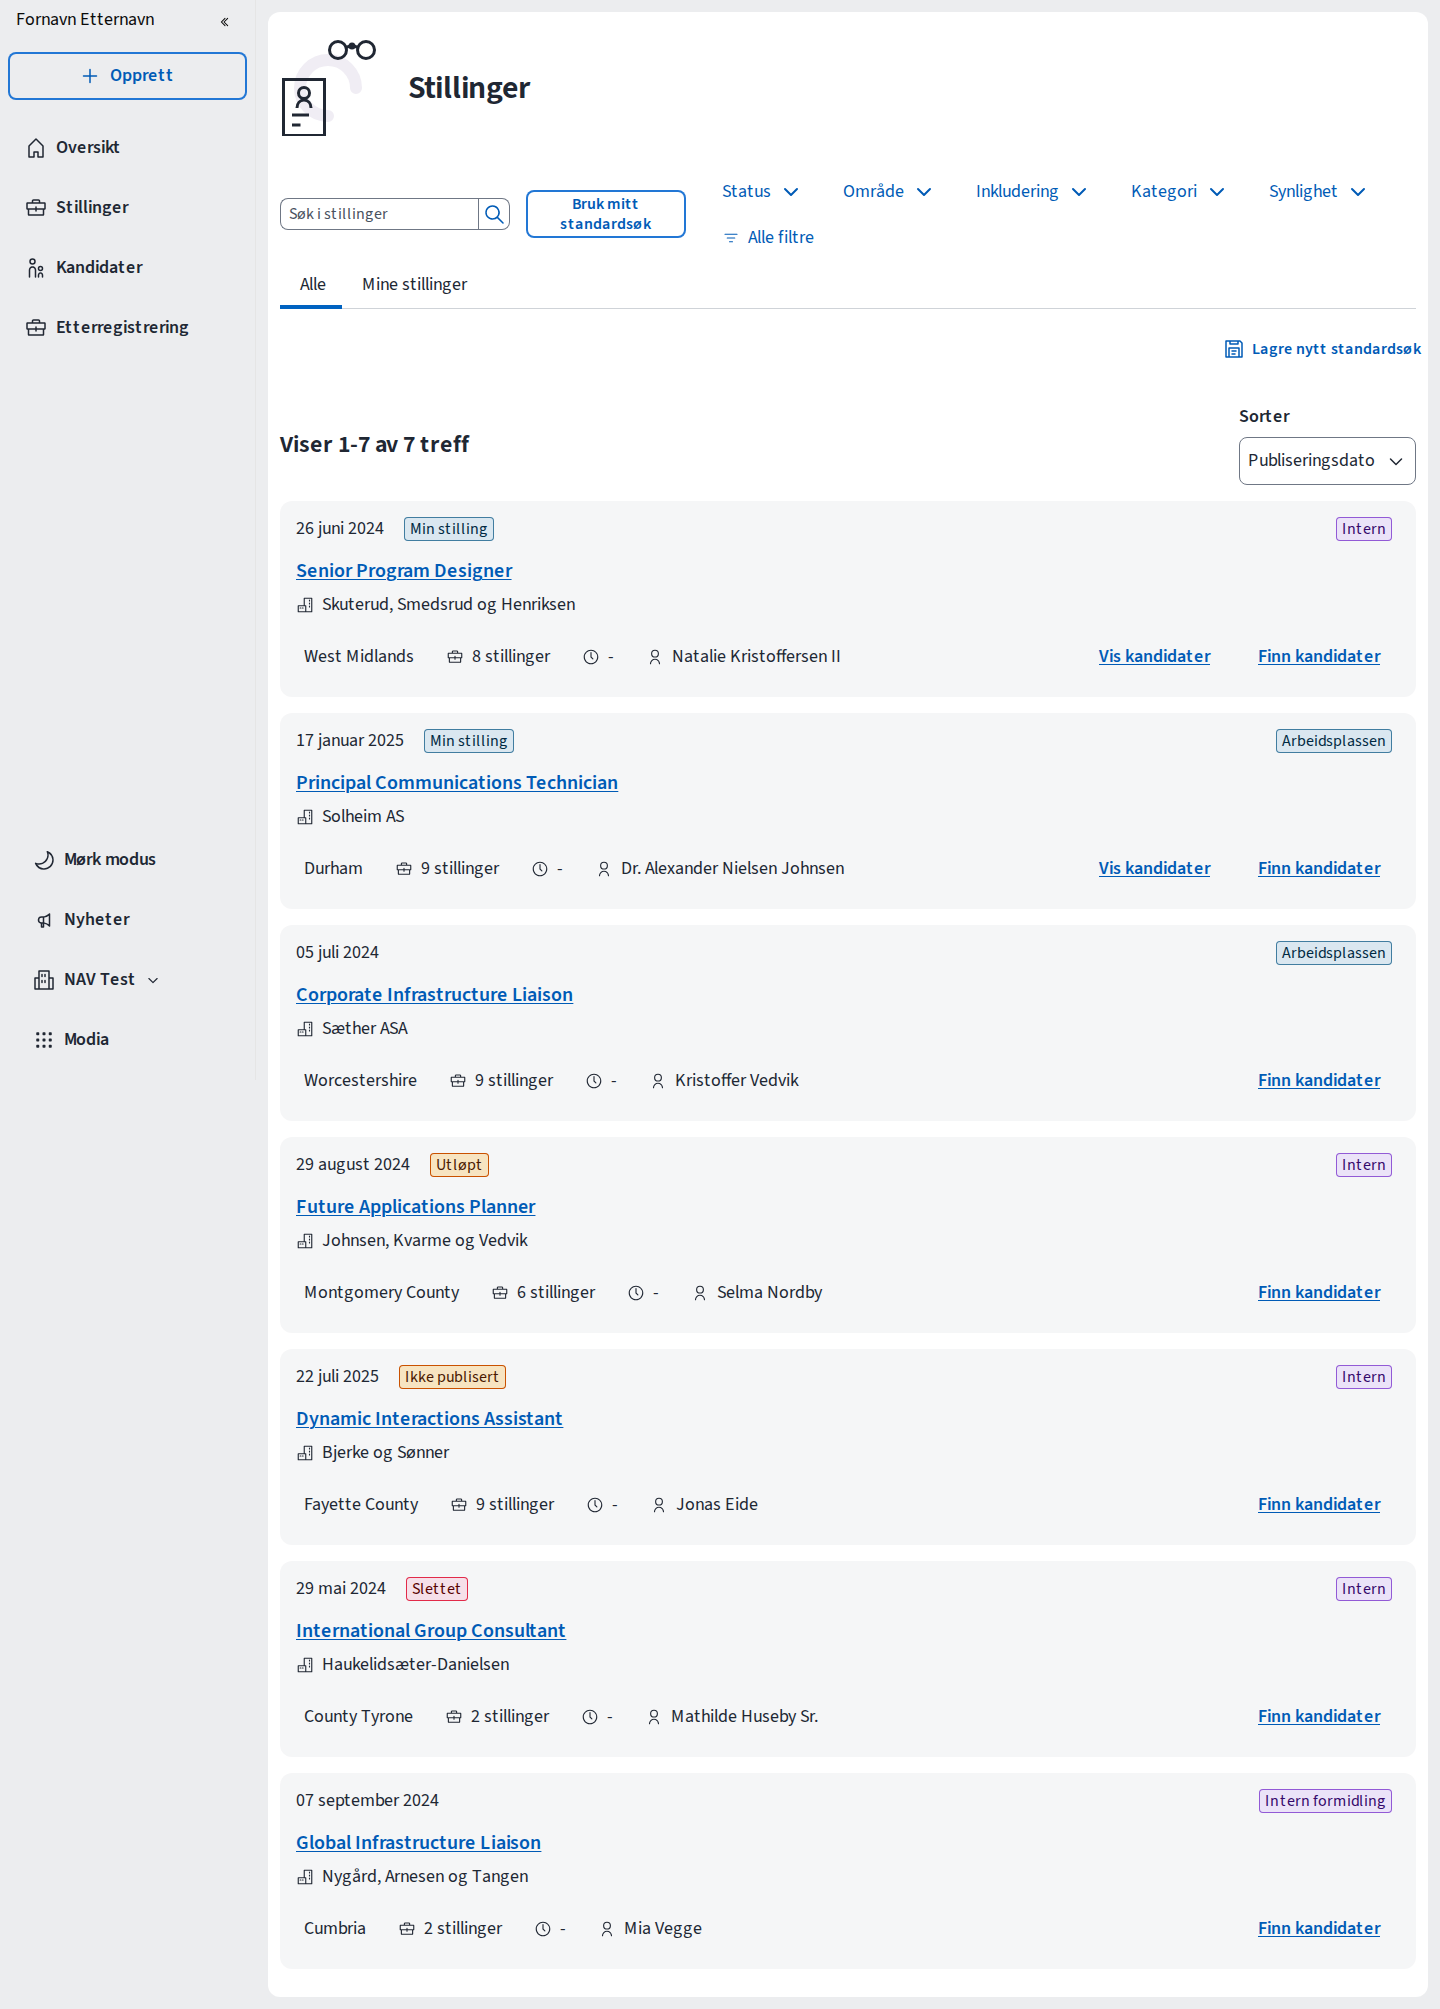 Fornavn Etternavn
Opprett
Oversikt
Stillinger
Kandidater
Etterregistrering
Mørk modus
Nyheter
NAV Test
Modia
Stillinger
Søk i stillinger
Bruk mitt
standardsøk
Status Område Inkludering Kategori Synlighet
Alle filtre
Alle Mine stillinger
Lagre nytt standardsøk
Viser 1-7 av 7 treff
Sorter
Publiseringsdato
26 juni 2024 Min stilling Intern
Senior Program Designer
Skuterud, Smedsrud og Henriksen
West Midlands 8 stillinger - Natalie Kristoffersen II Vis kandidater Finn kandidater
17 januar 2025 Min stilling Arbeidsplassen
Principal Communications Technician
Solheim AS
Durham 9 stillinger - Dr. Alexander Nielsen Johnsen Vis kandidater Finn kandidater
05 juli 2024 Arbeidsplassen
Corporate Infrastructure Liaison
Sæther ASA
Worcestershire 9 stillinger - Kristoffer Vedvik Finn kandidater
29 august 2024 Utløpt Intern
Future Applications Planner
Johnsen, Kvarme og Vedvik
Montgomery County 6 stillinger - Selma Nordby Finn kandidater
22 juli 2025 Ikke publisert Intern
Dynamic Interactions Assistant
Bjerke og Sønner
Fayette County 9 stillinger - Jonas Eide Finn kandidater
29 mai 2024 Slettet Intern
International Group Consultant
Haukelidsæter-Danielsen
County Tyrone 2 stillinger - Mathilde Huseby Sr. Finn kandidater
07 september 2024 Intern formidling
Global Infrastructure Liaison
Nygård, Arnesen og Tangen
Cumbria 2 stillinger - Mia Vegge Finn kandidater